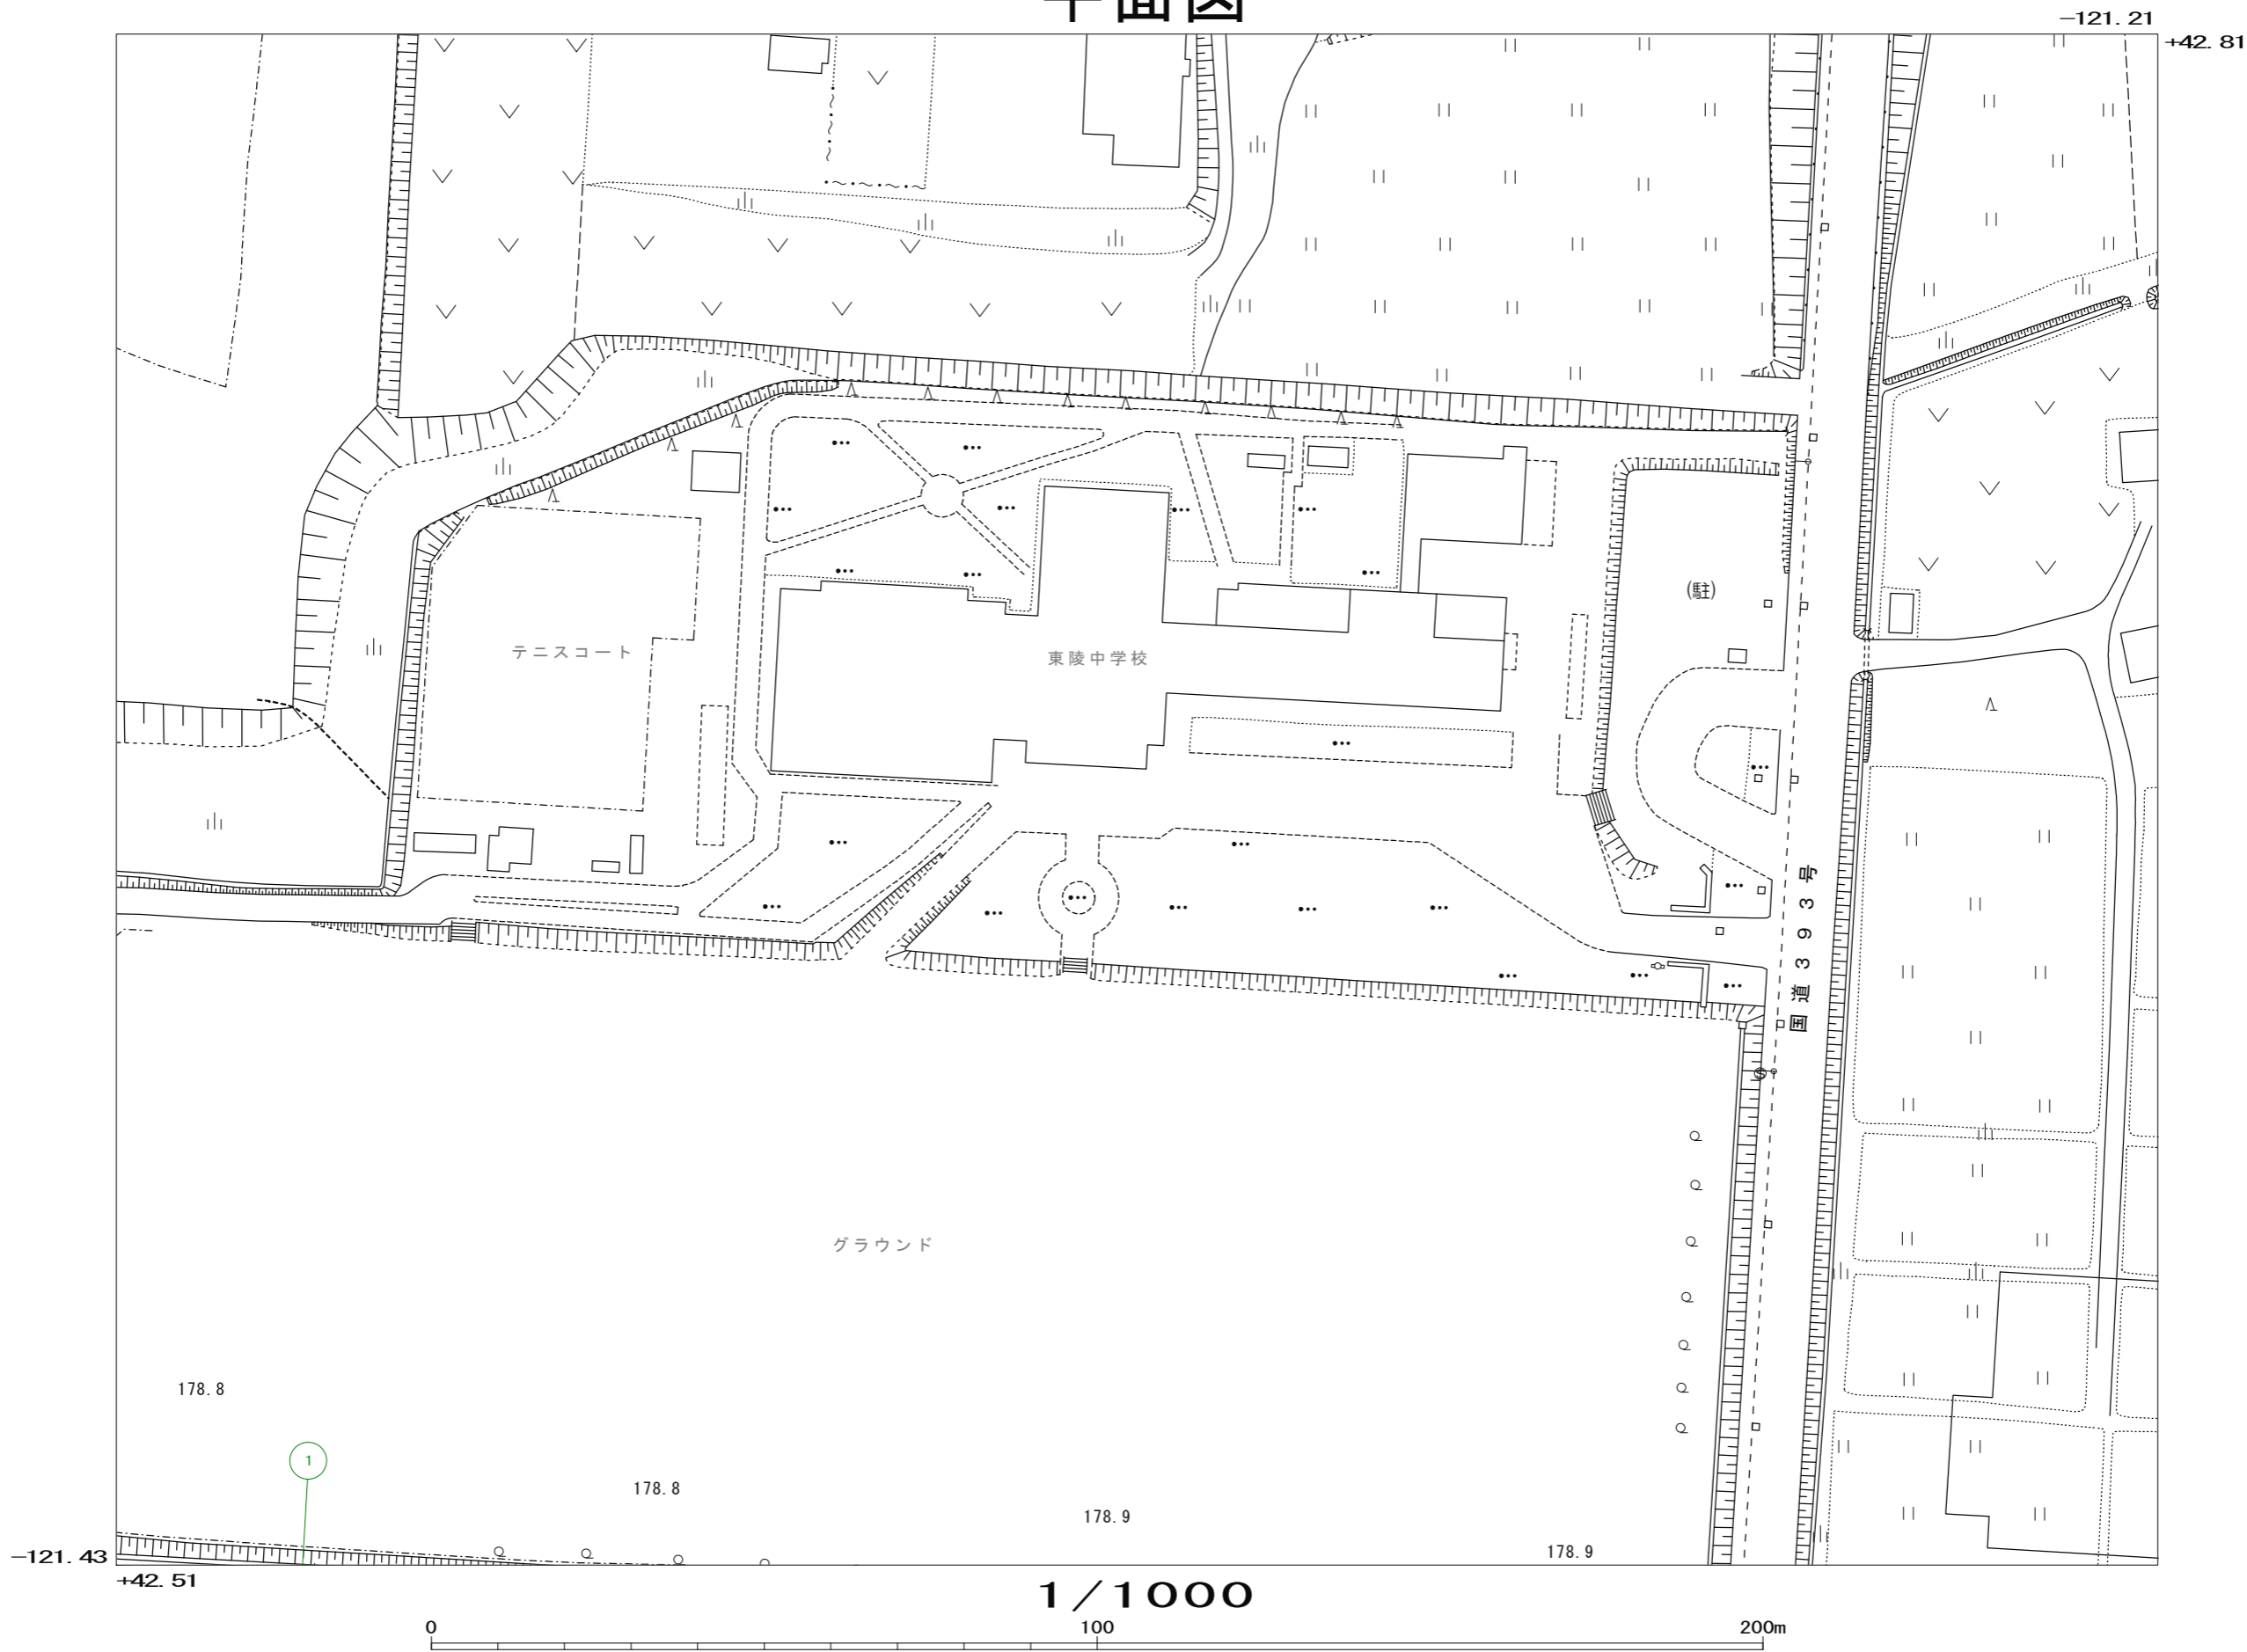 平面図
-121.21
+42.81
(駐)
テニスコート
東陵中学校
国道393号
グラウンド
178.8
1
178.8
178.9
178.9
-121.43
+42.51
1/1000
0 100 200m